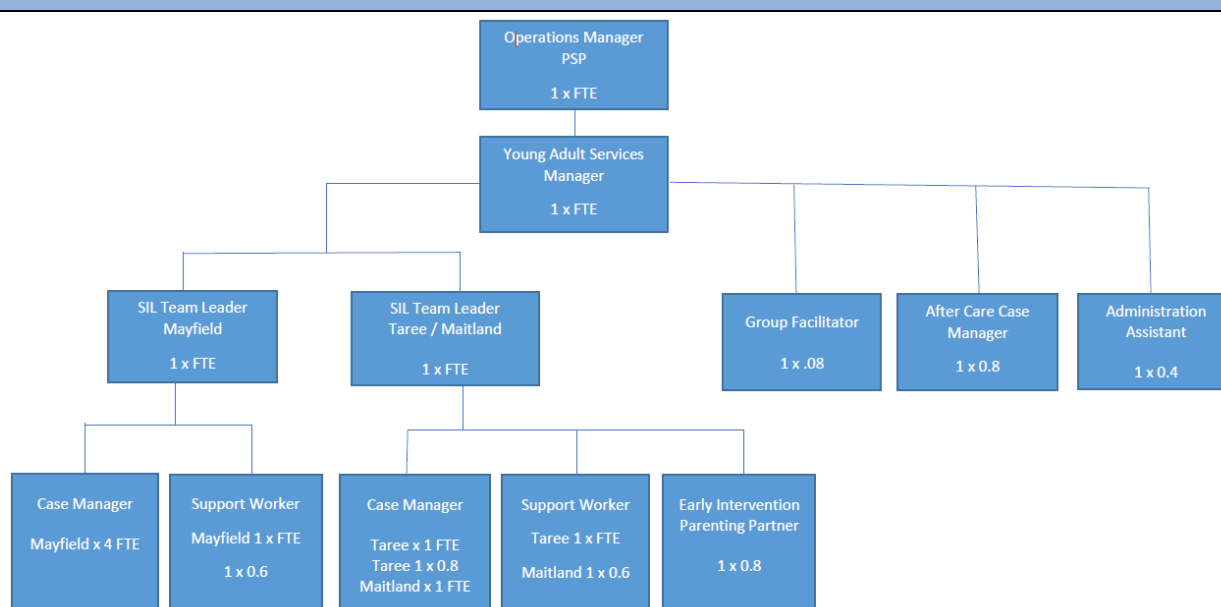 Operations Manager
PSP
1 x FTE
Young Adult Services
Manager
1 x FTE
SIL Team Leader
Mayfield
1 x FTE
SIL Team Leader
Taree / Maitland
1 x FTE
Group Facilitator
1 x .08
After Care Case
Manager
1 x 0.8
Administration
Assistant
1 x 0.4
Case Manager
Mayfield x 4 FTE
Support Worker
Mayfield 1 x FTE
1 x 0.6
Case Manager
Taree x 1 FTE
Taree 1 x 0.8
Maitland x 1 FTE
Support Worker
Taree 1 x FTE
Maitland 1 x 0.6
Early Intervention
Parenting Partner
1 x 0.8